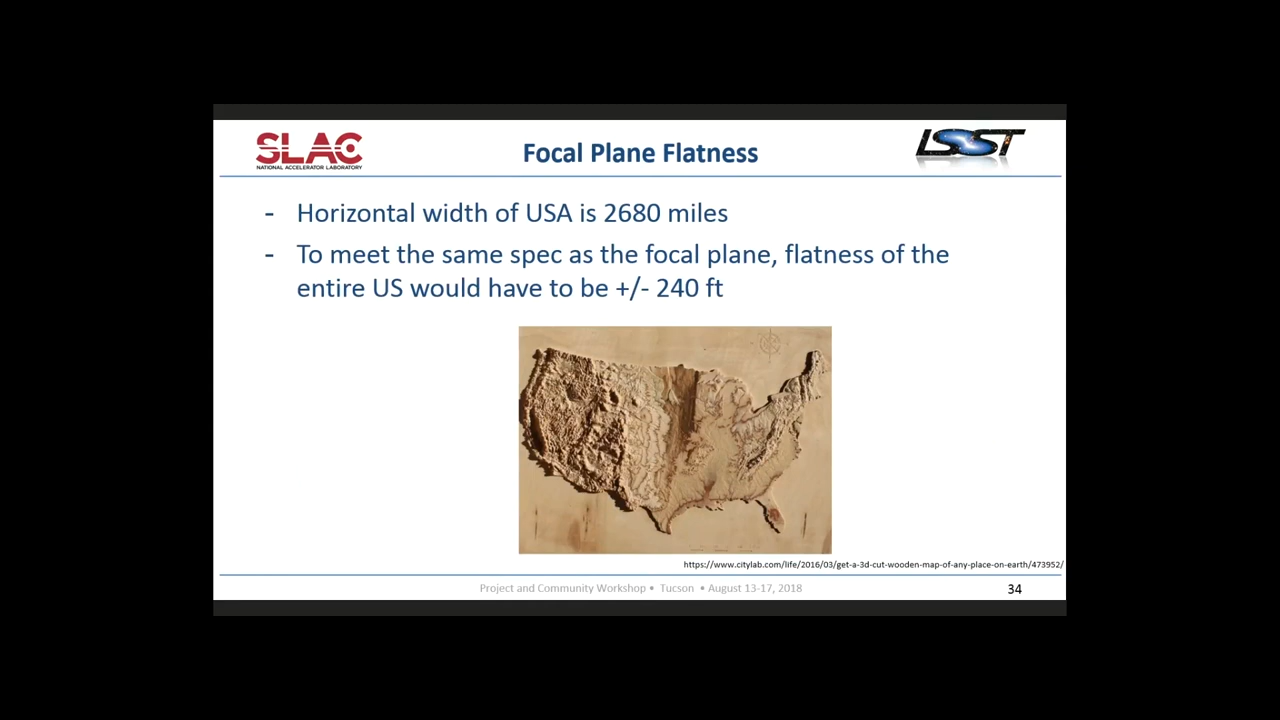 SLAC
NATIONAL ACCELERATOR LABORATORY
Focal Plane Flatness
LSST
- Horizontal width of USA is 2680 miles
- To meet the same spec as the focal plane, flatness of the
entire US would have to be +/- 240 ft
https://www.citylab.com/life/2016/03/get-a-3d-cut-wooden-map-of-any-place-on-earth/473952/
Project and Community Workshop • Tucson • August 13-17, 2018
34